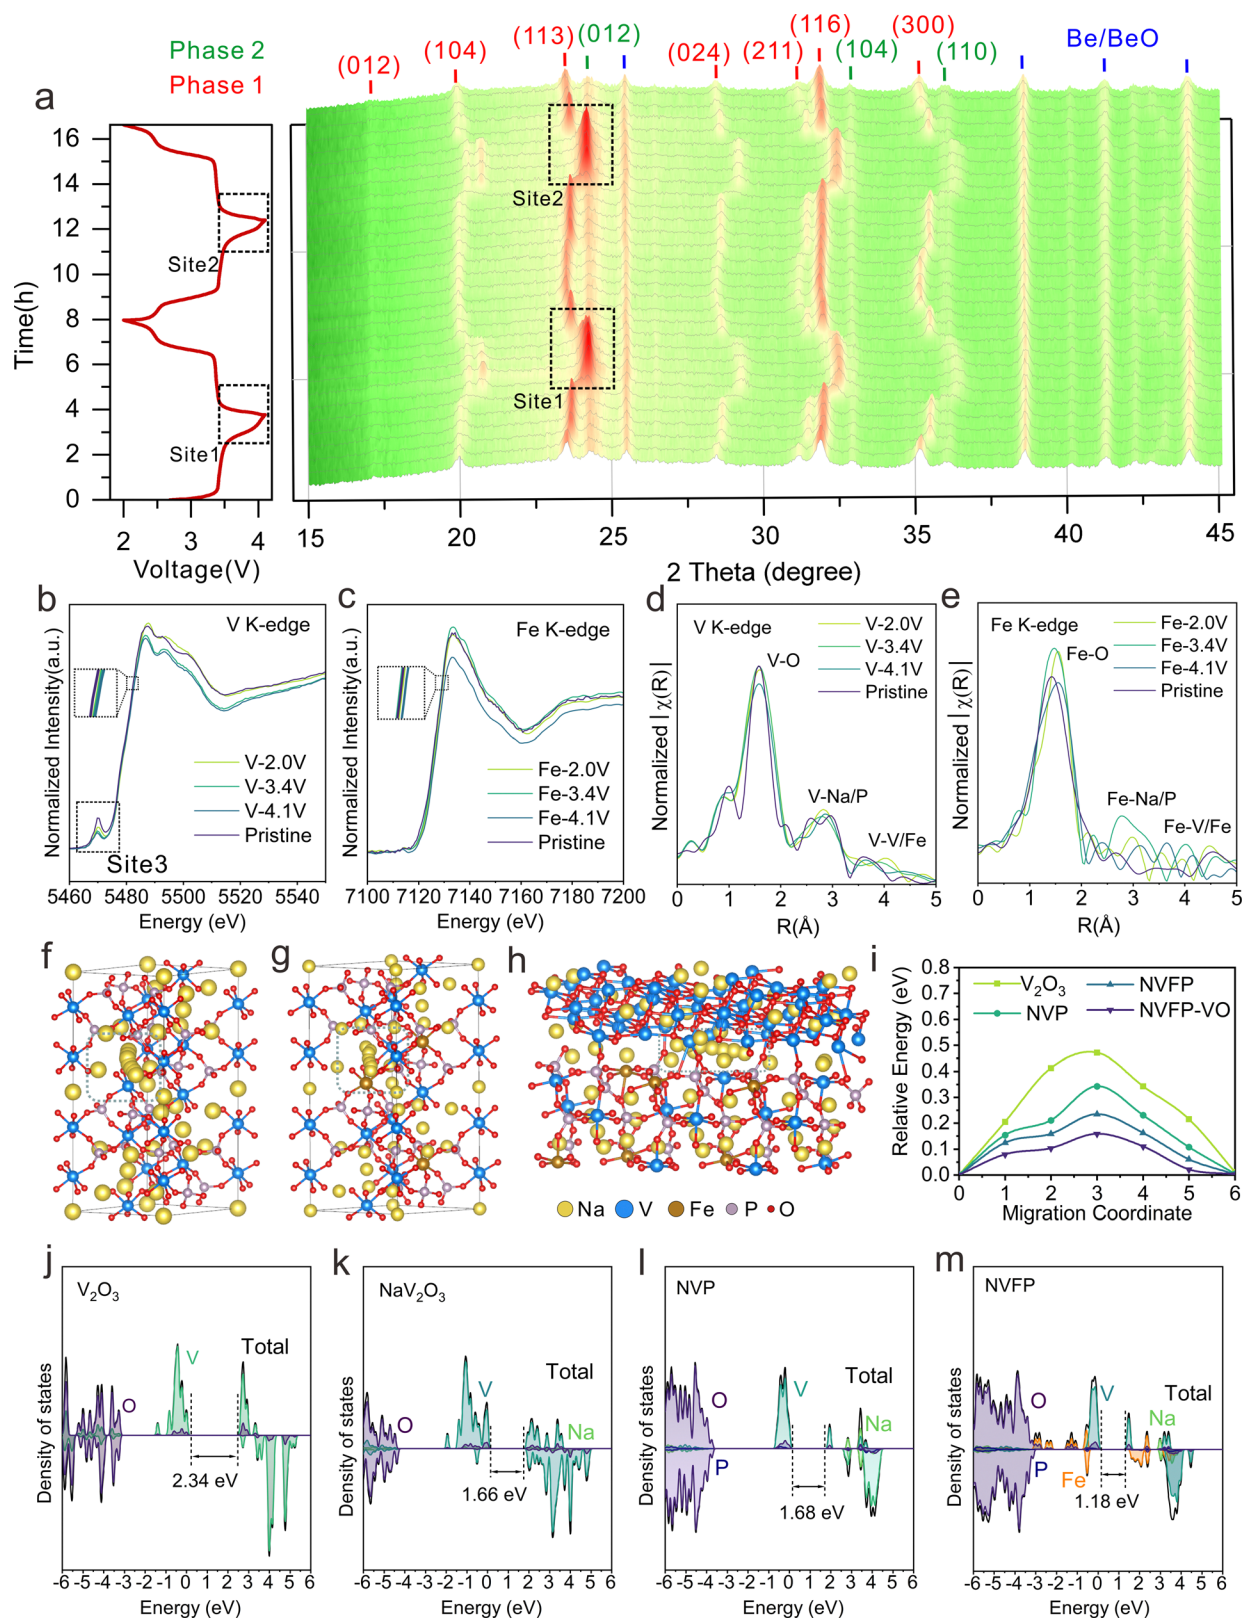 Phase 2
Phase 1
(012)
(104)
(113)
(012)
(024)
(211)
(116)
(104)
(300)
(110)
Be/BeO
a
Time(h)
16
14
12
10
8
6
4
2
0
Site2
Site1
2 3 4
Voltage(V)
Site2
Site1
15 20 25 30 35 40 45
2 Theta (degree)
b
V K-edge
Normalized Intensity(a.u.)
V-2.0V
V-3.4V
V-4.1V
Pristine
Site3
5460 5480 5500 5520 5540
Energy (eV)
c
Fe K-edge
Normalized Intensity(a.u.)
Fe-2.0V
Fe-3.4V
Fe-4.1V
Pristine
7100 7120 7140 7160 7180 7200
Energy (eV)
d
V K-edge
V-2.0V
V-3.4V
V-4.1V
Pristine
V-O
V-Na/P
V-V/Fe
Normalized |χ(R)|
0 1 2 3 4 5
R(Å)
e
Fe K-edge
Fe-2.0V
Fe-3.4V
Fe-4.1V
Pristine
Fe-O
Fe-Na/P
Fe-V/Fe
Normalized |χ(R)|
0 1 2 3 4 5
R(Å)
f
g
h
Na V Fe P O
i
Relative Energy (eV)
0.8
0.7
0.6
0.5
0.4
0.3
0.2
0.1
0.0
V₂O₃
NVP
NVFP
NVFP-VO
0 1 2 3 4 5 6
Migration Coordinate
j
V₂O₃
Density of states
O
V
Total
2.34 eV
-6 -5 -4 -3 -2 -1 0 1 2 3 4 5 6
Energy (eV)
k
NaV₂O₃
Density of states
O
V
Total
Na
1.66 eV
-6 -5 -4 -3 -2 -1 0 1 2 3 4 5 6
Energy (eV)
l
NVP
Density of states
O
P
V
Total
Na
1.68 eV
-6 -5 -4 -3 -2 -1 0 1 2 3 4 5 6
Energy (eV)
m
NVFP
Density of states
O
P
Fe
V
Total
Na
1.18 eV
-6 -5 -4 -3 -2 -1 0 1 2 3 4 5 6
Energy (eV)